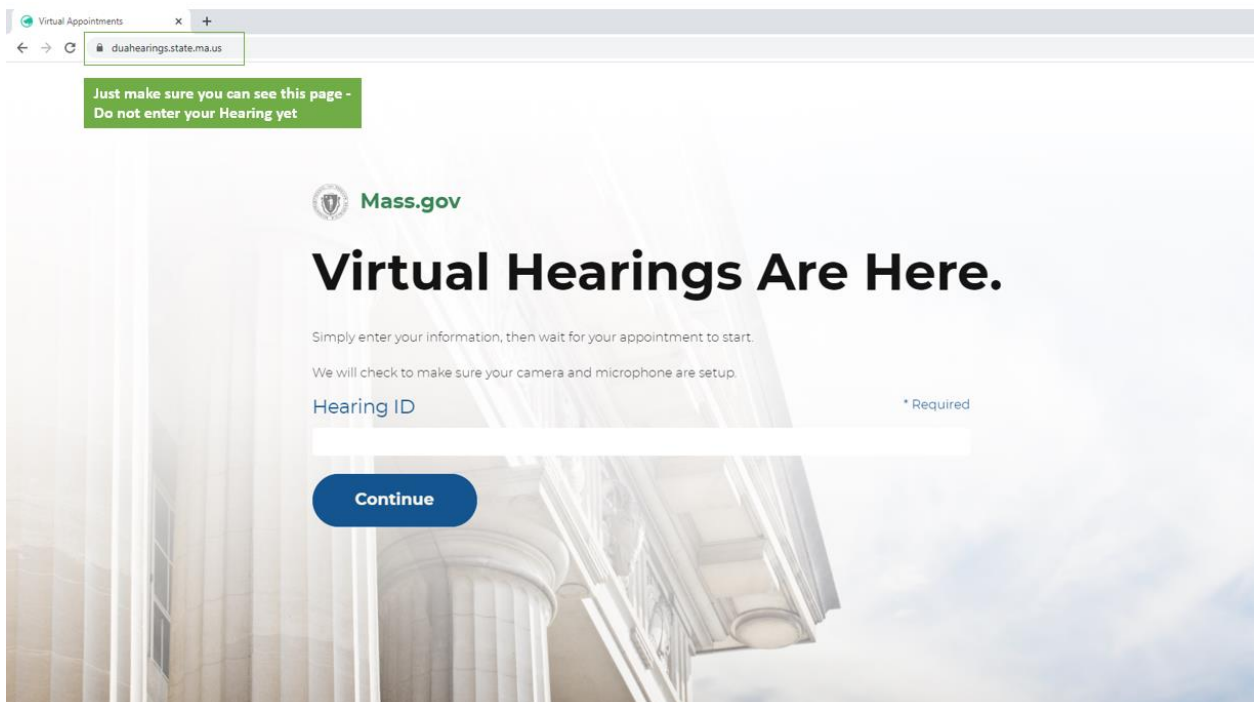 Virtual Appointments
duahearings.state.ma.us
Just make sure you can see this page -
Do not enter your Hearing yet
Mass.gov
Virtual Hearings Are Here.
Simply enter your information, then wait for your appointment to start.
We will check to make sure your camera and microphone are setup.
Hearing ID * Required
Continue